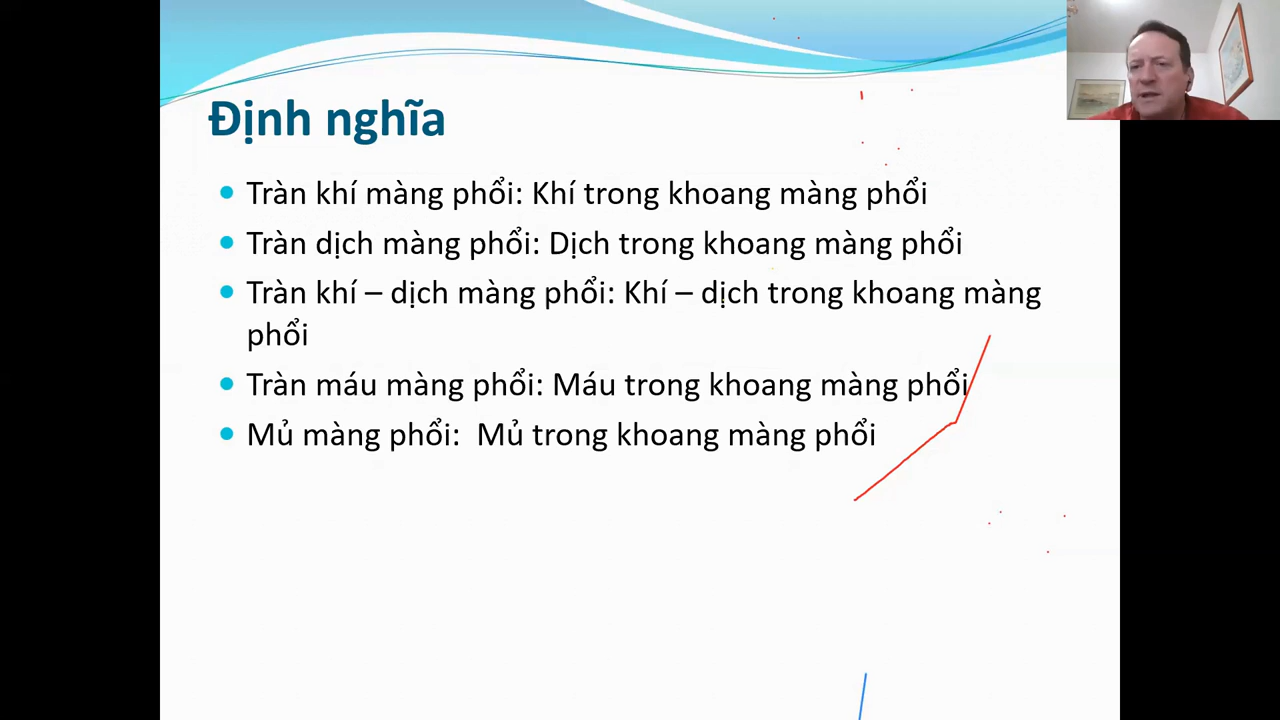 Định nghĩa
Tràn khí màng phổi: Khí trong khoang màng phổi
Tràn dịch màng phổi: Dịch trong khoang màng phổi
Tràn khí – dịch màng phổi: Khí – dịch trong khoang màng
phổi
Tràn máu màng phổi: Máu trong khoang màng phổi
Mủ màng phổi: Mủ trong khoang màng phổi